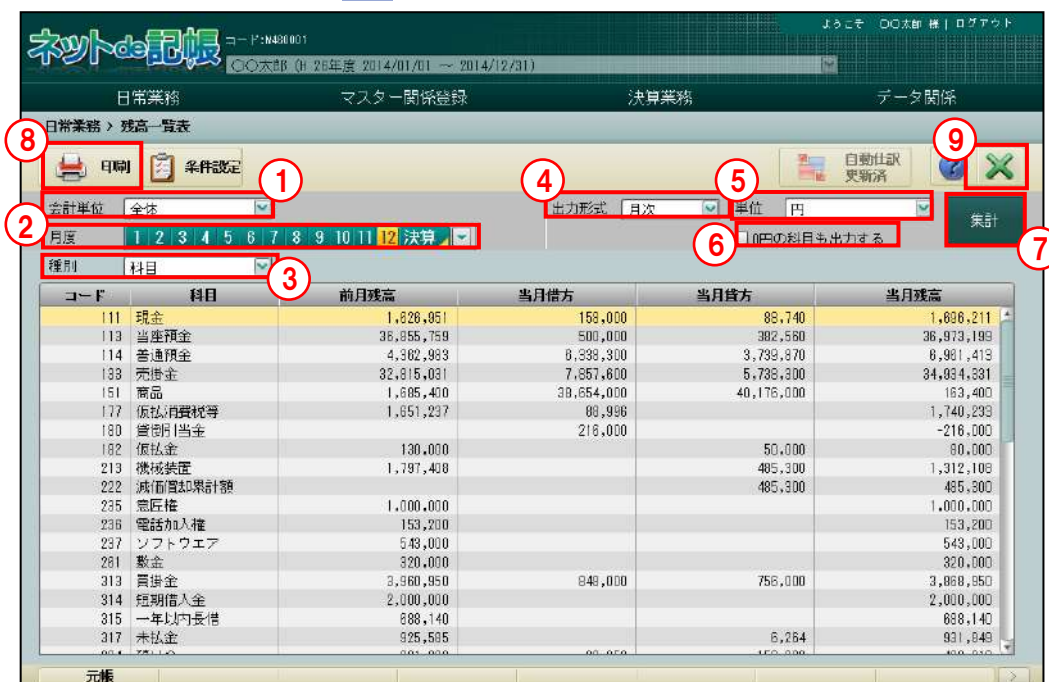 ようこそ 〇〇太郎 様 | ログアウト
ネットde記帳 コード:N480001
〇〇太郎 (H 26年度 2014/01/01 ～ 2014/12/31)
日常業務 マスター関係登録 決算業務 データ関係
日常業務 > 残高一覧表
⑧ 印刷 条件設定 自動仕訳 ? ⑨
更新済
① ④ ⑤
会計単位 全体 出力形式 月次 単位 円 集計
② 月度 1 2 3 4 5 6 7 8 9 10 11 12 決算 ⑥ 0円の科目も出力する ⑦
種別 科目 ③
コード 科目 前月残高 当月借方 当月貸方 当月残高
111 現金 1,626,951 158,000 88,740 1,696,211
113 当座預金 36,855,759 500,000 382,560 36,973,199
114 普通預金 4,362,983 6,338,300 3,739,870 6,961,413
133 売掛金 32,815,031 7,857,600 5,738,300 34,934,331
151 商品 1,685,400 38,654,000 40,176,000 163,400
177 仮払消費税等 1,651,237 88,996 1,740,233
180 貸倒引当金 216,000 -216,000
182 仮払金 130,000 50,000 80,000
213 機械装置 1,797,408 485,300 1,312,108
222 減価償却累計額 485,300 485,300
235 意匠権 1,000,000 1,000,000
236 電話加入権 153,200 153,200
237 ソフトウエア 543,000 543,000
281 敷金 320,000 320,000
313 買掛金 3,960,950 848,000 756,000 3,868,950
314 短期借入金 2,000,000 2,000,000
315 一年以内長借 688,140 688,140
317 未払金 925,585 6,264 931,849
元帳